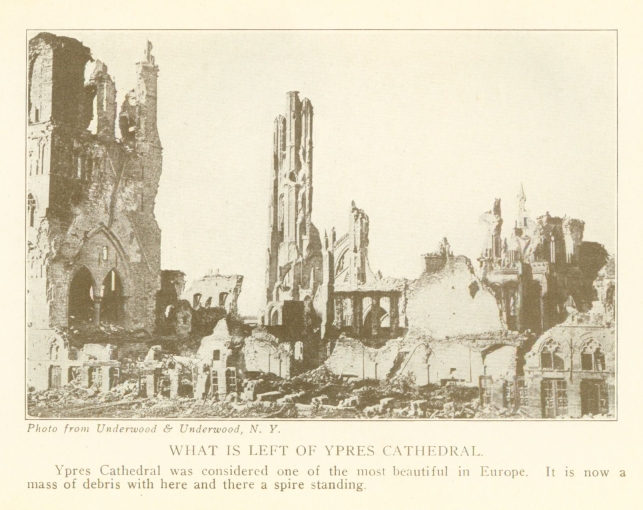 Photo from Underwood & Underwood, N. Y.
WHAT IS LEFT OF YPRES CATHEDRAL.
Ypres Cathedral was considered one of the most beautiful in Europe. It is now a
mass of debris with here and there a spire standing.